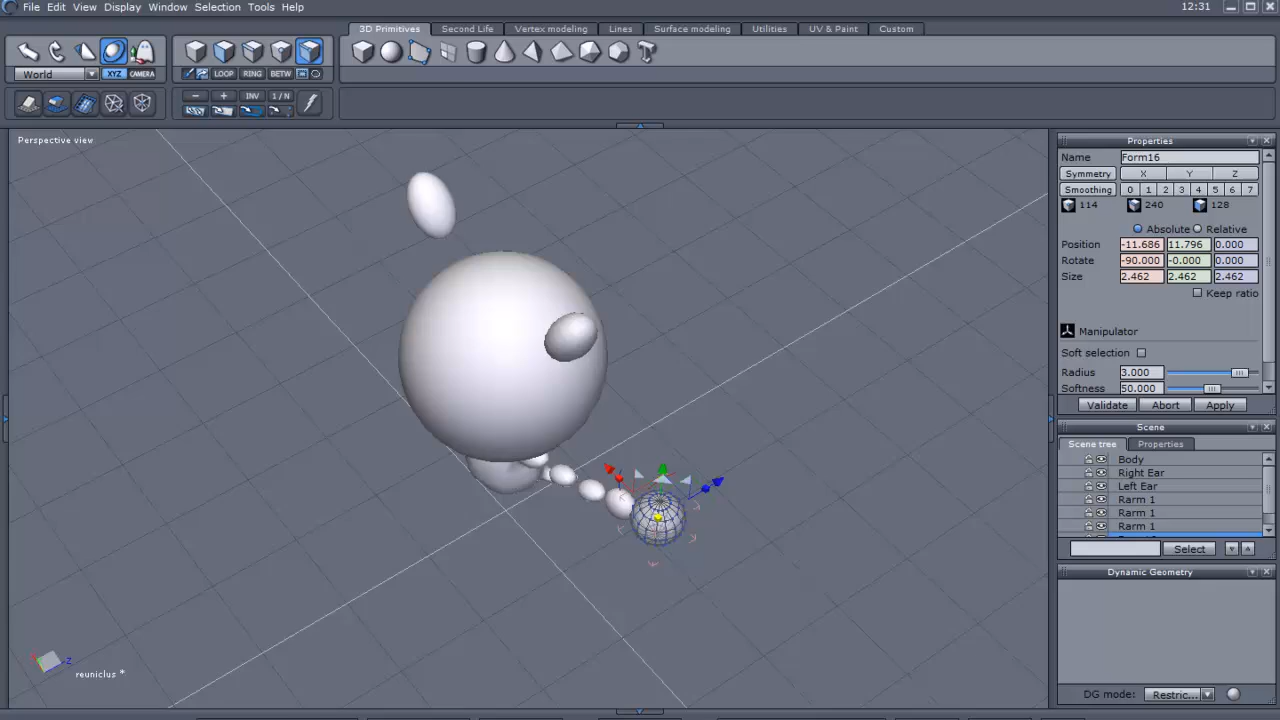 File Edit View Display Window Selection Tools Help
12:31
3D Primitives Second Life Vertex modeling Lines Surface modeling Utilities UV & Paint Custom
World XYZ CAMERA
LOOP RING BETW
- + INV 1 / N
Perspective view
Properties
Name Form16
Symmetry X Y Z
Smoothing 0 1 2 3 4 5 6 7
114 240 128
Absolute Relative
Position -11.686 11.796 0.000
Rotate -90.000 -0.000 0.000
Size 2.462 2.462 2.462
Keep ratio
Manipulator
Soft selection
Radius 3.000
Softness 50.000
Validate Abort Apply
Scene
Scene tree Properties
Body
Right Ear
Left Ear
Rarm 1
Rarm 1
Rarm 1
Select
Dynamic Geometry
Z
reuniclus *
DG mode: Restric...